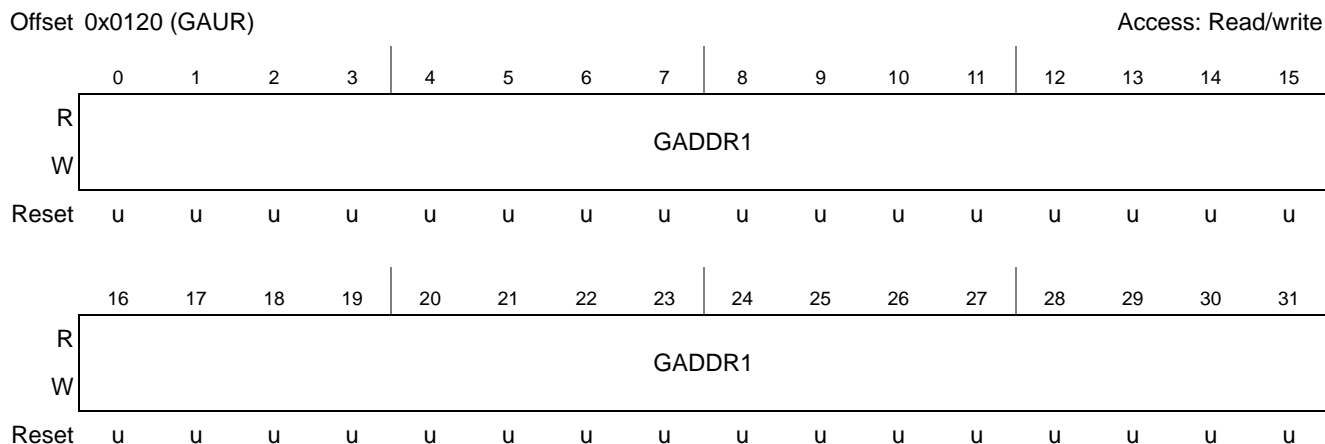 Offset 0x0120 (GAUR) Access: Read/write
0 1 2 3 4 5 6 7 8 9 10 11 12 13 14 15
R
GADDR1
W
Reset u u u u u u u u u u u u u u u u
16 17 18 19 20 21 22 23 24 25 26 27 28 29 30 31
R
GADDR1
W
Reset u u u u u u u u u u u u u u u u